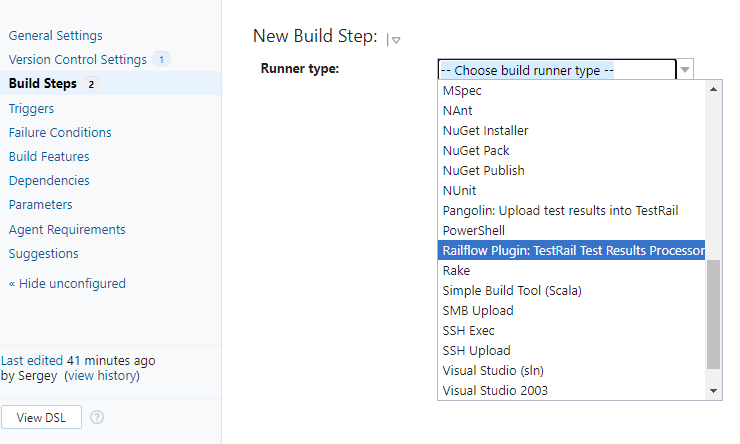 General Settings
Version Control Settings 1
Build Steps 2
Triggers
Failure Conditions
Build Features
Dependencies
Parameters
Agent Requirements
Suggestions
« Hide unconfigured
Last edited 41 minutes ago
by Sergey (view history)
View DSL ?
New Build Step:
Runner type:
-- Choose build runner type --
MSpec
NAnt
NuGet Installer
NuGet Pack
NuGet Publish
NUnit
Pangolin: Upload test results into TestRail
PowerShell
Railflow Plugin: TestRail Test Results Processor
Rake
Simple Build Tool (Scala)
SMB Upload
SSH Exec
SSH Upload
Visual Studio (sln)
Visual Studio 2003